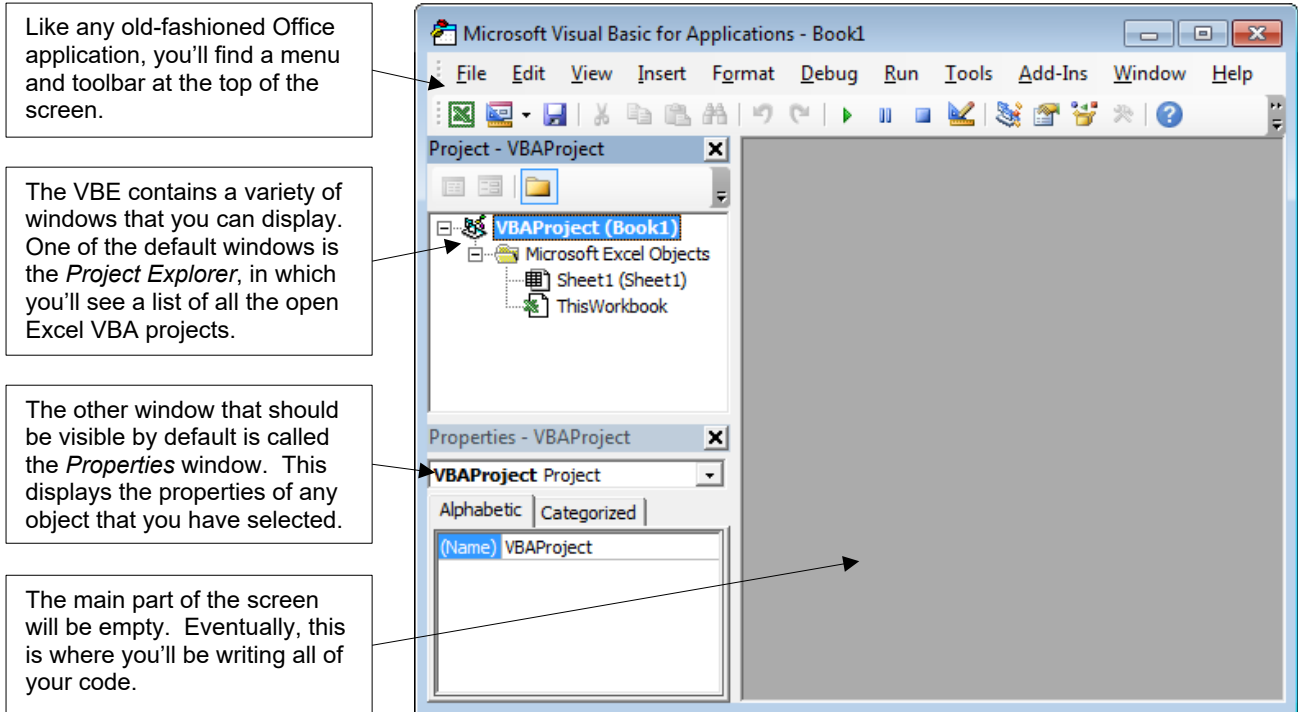 Like any old-fashioned Office
application, you’ll find a menu
and toolbar at the top of the
screen.
The VBE contains a variety of
windows that you can display.
One of the default windows is
the Project Explorer, in which
you’ll see a list of all the open
Excel VBA projects.
The other window that should
be visible by default is called
the Properties window. This
displays the properties of any
object that you have selected.
The main part of the screen
will be empty. Eventually, this
is where you’ll be writing all of
your code.
Microsoft Visual Basic for Applications - Book1
File Edit View Insert Format Debug Run Tools Add-Ins Window Help
Project - VBAProject
VBAProject (Book1)
Microsoft Excel Objects
Sheet1 (Sheet1)
ThisWorkbook
Properties - VBAProject
VBAProject Project
Alphabetic Categorized
(Name) VBAProject